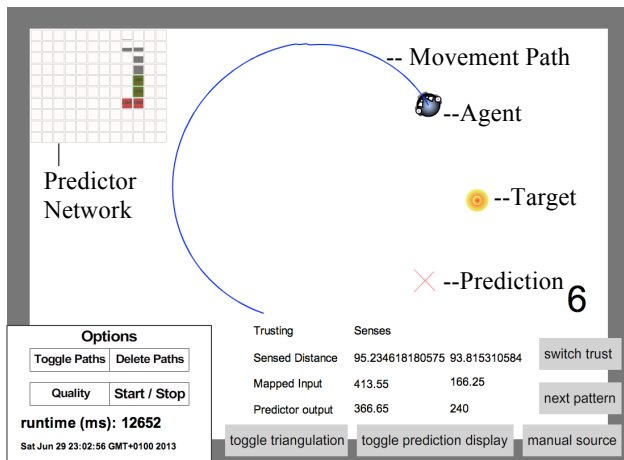 -- Movement Path
--Agent
Predictor
Network
--Target
--Prediction
6
Options
Toggle Paths Delete Paths
Quality Start / Stop
runtime (ms): 12652
Sat Jun 29 23:02:56 GMT+0100 2013
Trusting Senses
Sensed Distance 95.234618180575 93.815310584
Mapped Input 413.55 166.25
Predictor output 366.65 240
switch trust
next pattern
toggle triangulation toggle prediction display manual source